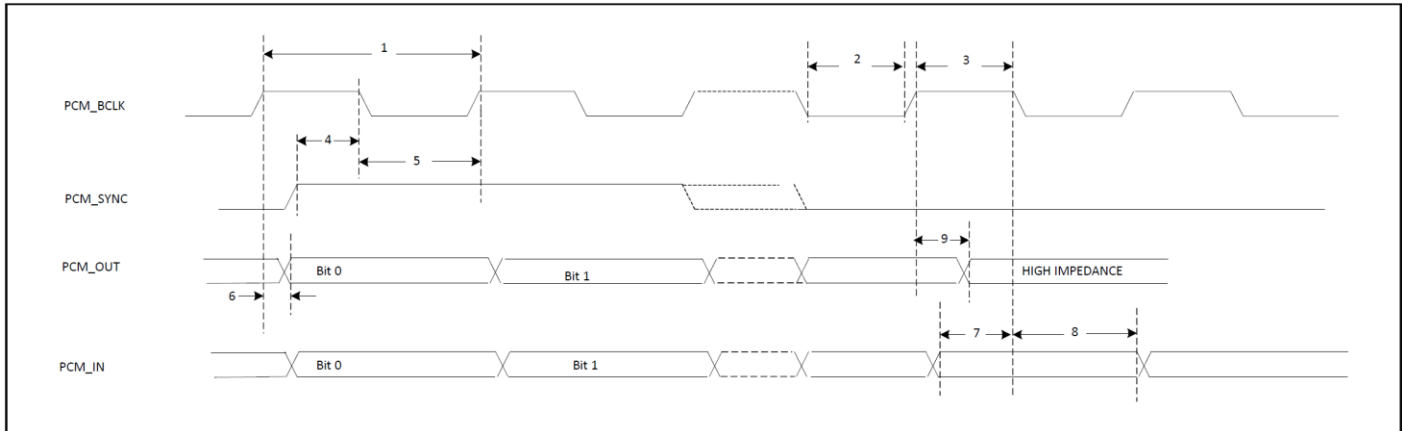 1
2
3
PCM_BCLK
4
5
PCM_SYNC
9
PCM_OUT
Bit 0
Bit 1
HIGH IMPEDANCE
6
7
8
PCM_IN
Bit 0
Bit 1